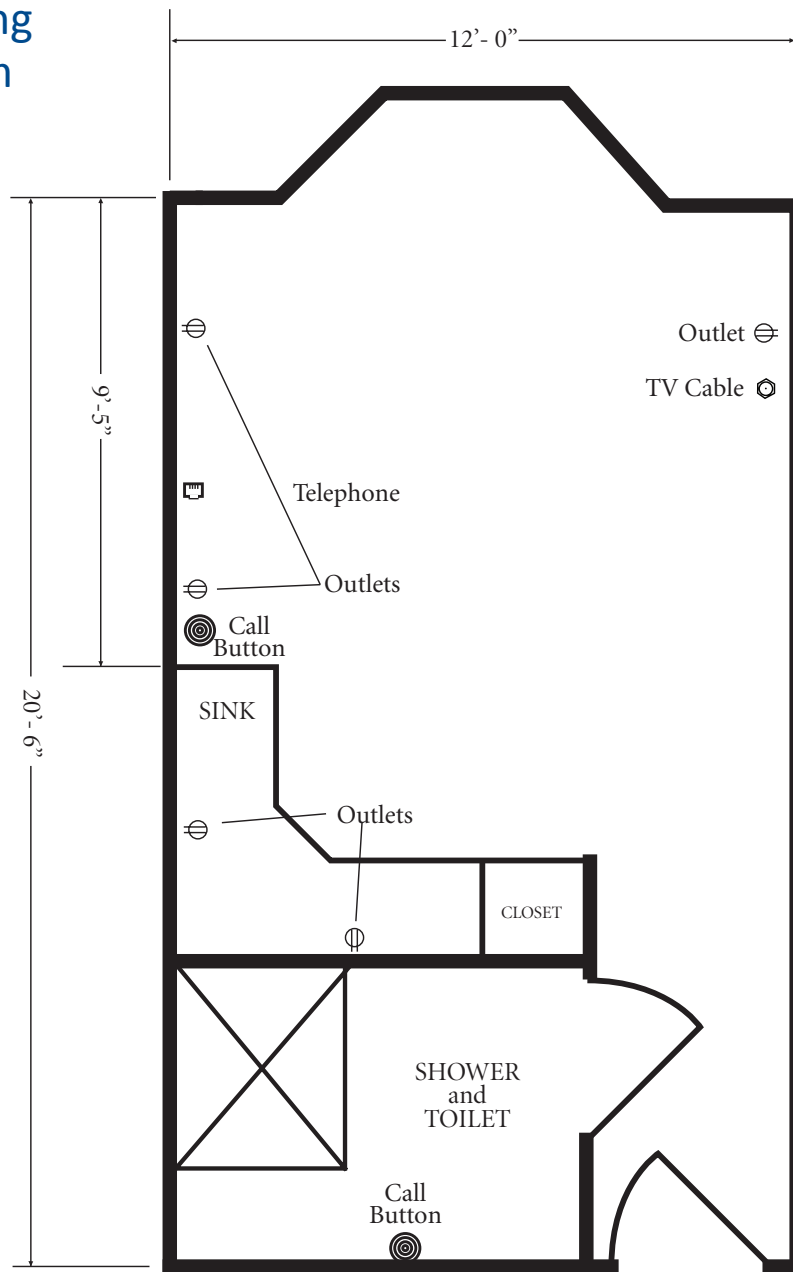 ng
n
12’- 0”
Outlet
TV Cable
9’-5”
Telephone
Outlets
Call
Button
SINK
20’- 6”
Outlets
CLOSET
SHOWER
and
TOILET
Call
Button